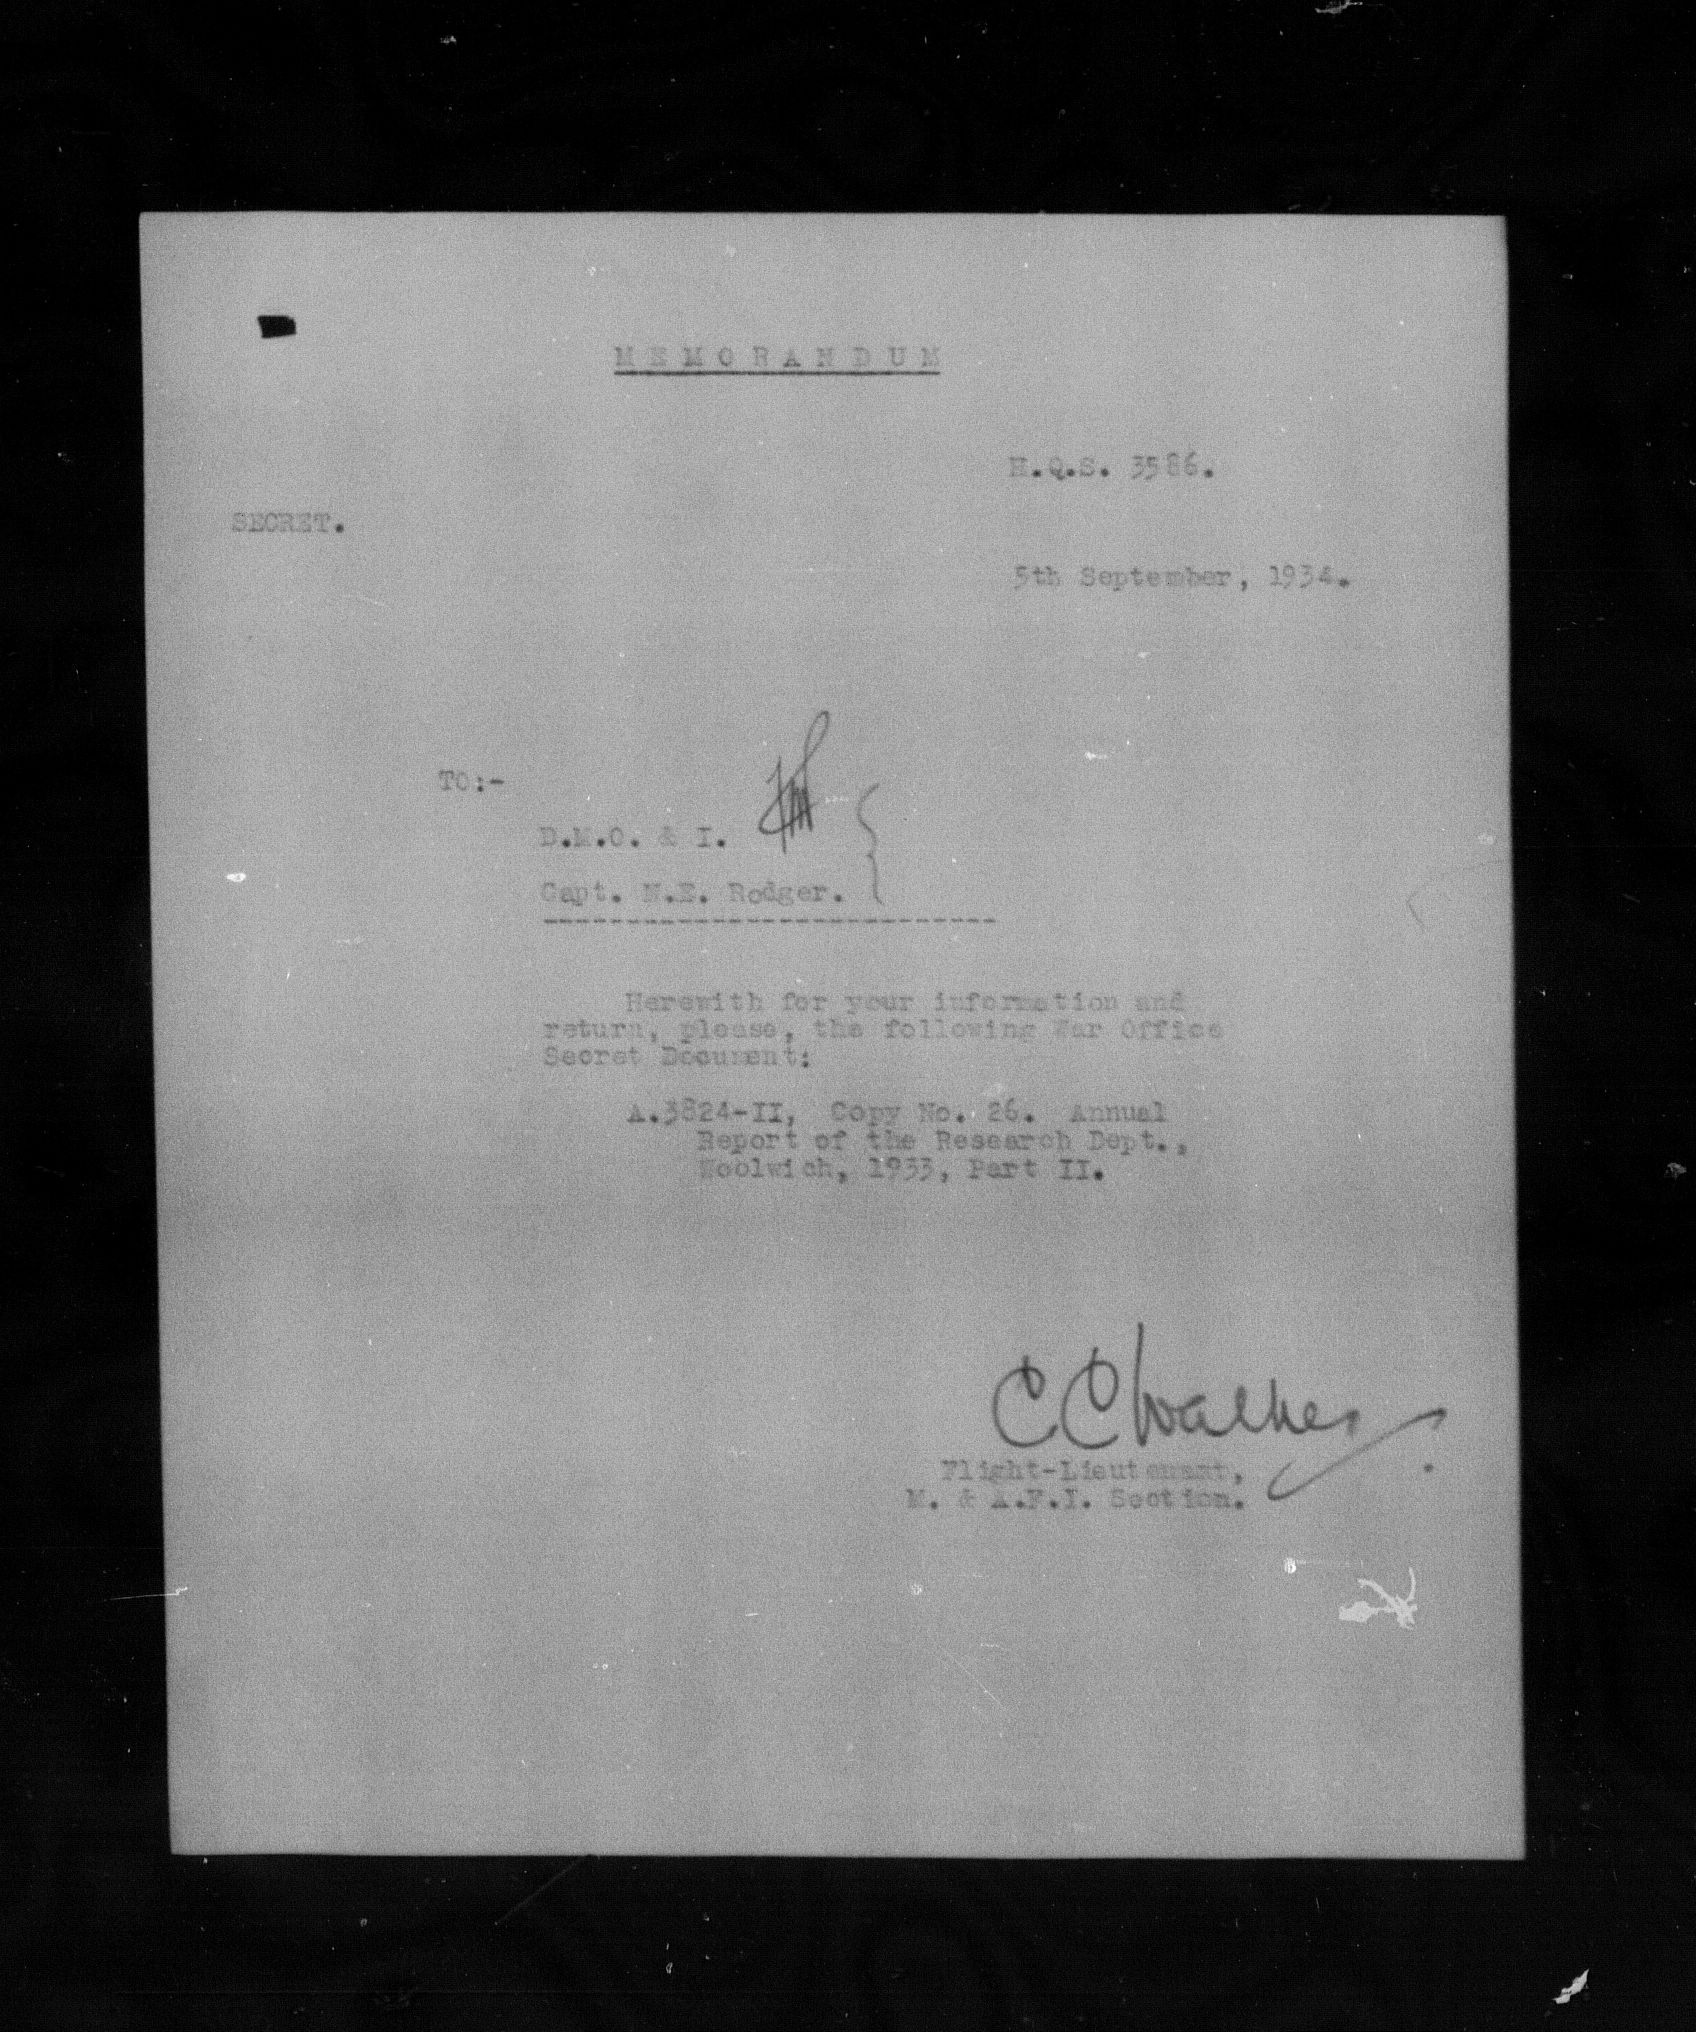 MEMORANDUM
H.Q.S. 3586.
SECRET.
5th September, 1934.
TO:-
D.M.O. & I.
Capt. N.E. Rodger.
Herewith for your information and
return, please, the following War Office
Secret Document:
A.3824-II, Copy No. 26. Annual
Report of the Research Dept.,
Woolwich, 1933, Part II.
CCWalker
Flight-Lieutenant,
M. & A.F.I. Section.